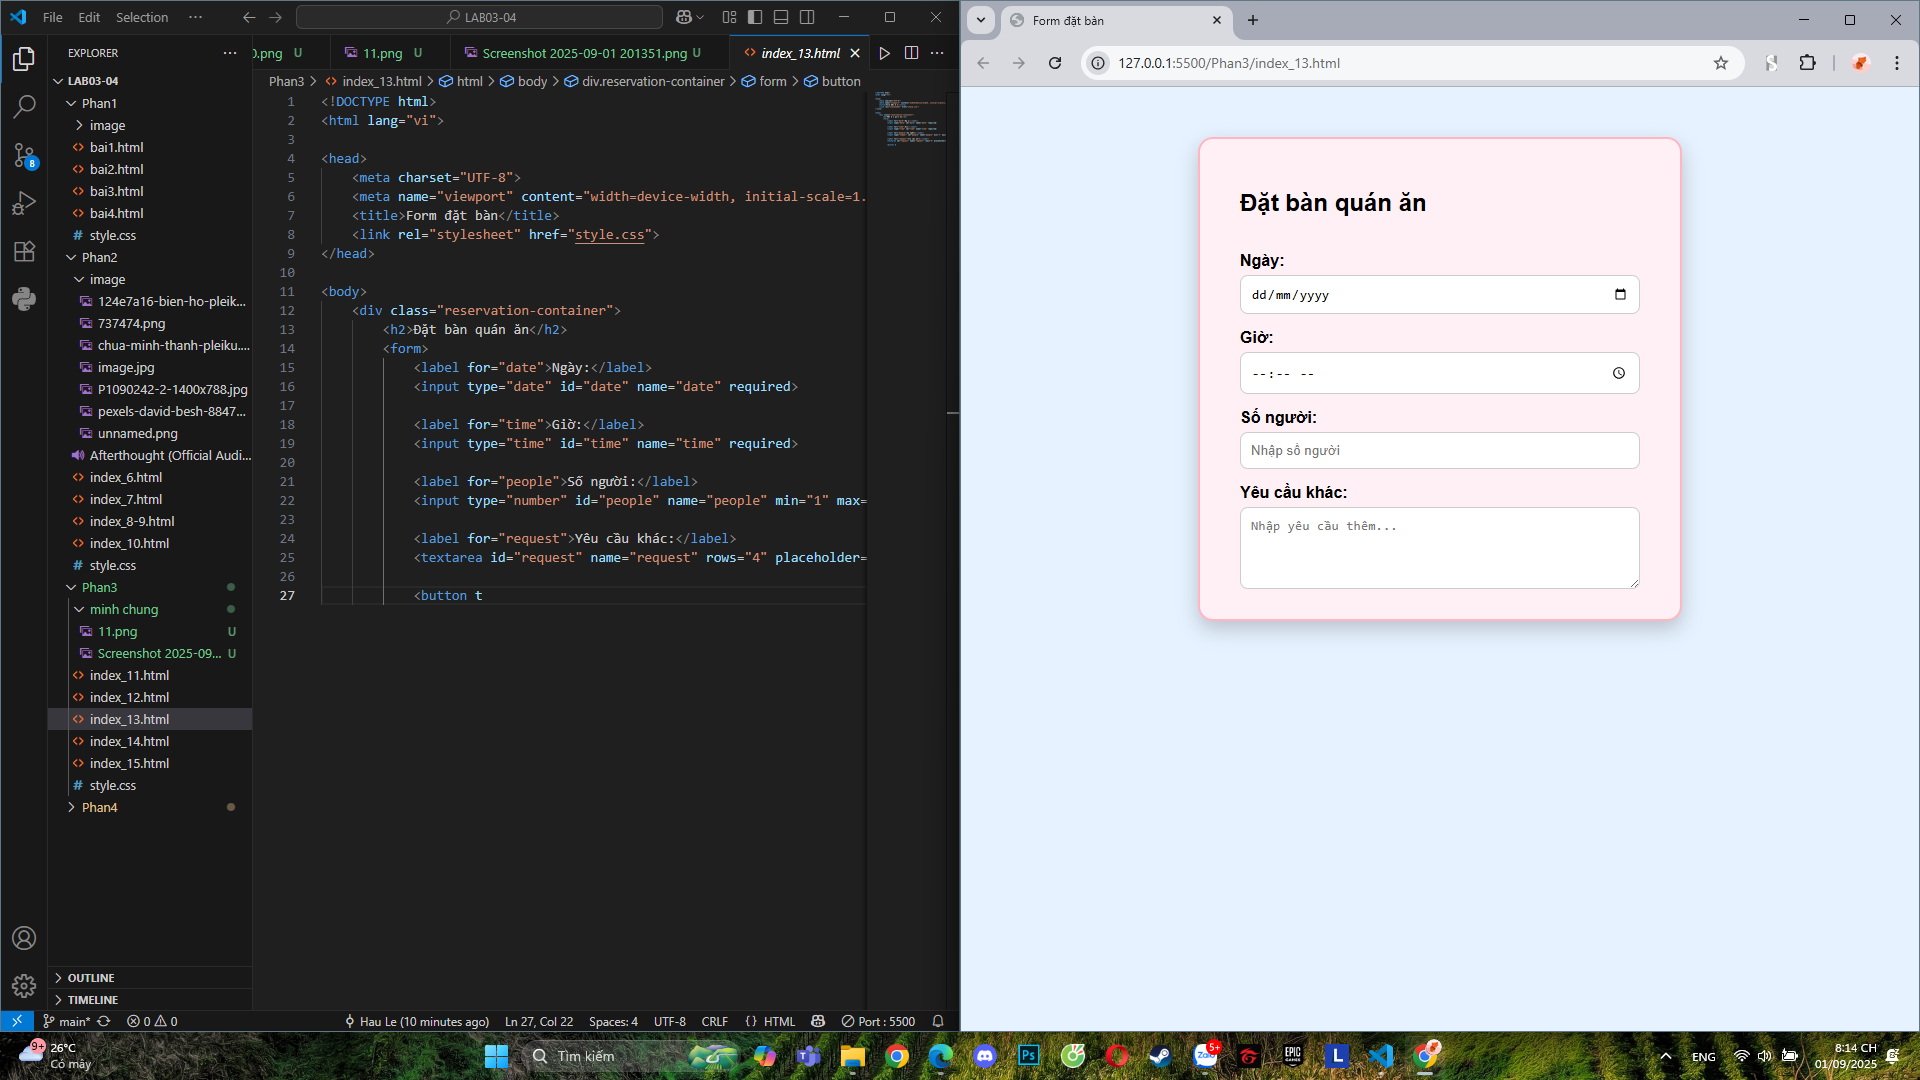 File Edit Selection ··· LAB03-04
EXPLORER ···
0.png U
11.png U
Screenshot 2025-09-01 201351.png U
index_13.html
Phan3 > index_13.html > html > body > div.reservation-container > form > button
LAB03-04
Phan1
image
bai1.html
bai2.html
bai3.html
bai4.html
style.css
Phan2
image
124e7a16-bien-ho-pleik...
737474.png
chua-minh-thanh-pleiku....
image.jpg
P1090242-2-1400x788.jpg
pexels-david-besh-8847...
unnamed.png
Afterthought (Official Audi...
index_6.html
index_7.html
index_8-9.html
index_10.html
style.css
Phan3
minh chung
11.png U
Screenshot 2025-09... U
index_11.html
index_12.html
index_13.html
index_14.html
index_15.html
style.css
Phan4
OUTLINE
TIMELINE
1 <!DOCTYPE html>
2 <html lang="vi">
3
4 <head>
5 <meta charset="UTF-8">
6 <meta name="viewport" content="width=device-width, initial-scale=1.
7 <title>Form đặt bàn</title>
8 <link rel="stylesheet" href="style.css">
9 </head>
10
11 <body>
12 <div class="reservation-container">
13 <h2>Đặt bàn quán ăn</h2>
14 <form>
15 <label for="date">Ngày:</label>
16 <input type="date" id="date" name="date" required>
17
18 <label for="time">Giờ:</label>
19 <input type="time" id="time" name="time" required>
20
21 <label for="people">Số người:</label>
22 <input type="number" id="people" name="people" min="1" max=
23
24 <label for="request">Yêu cầu khác:</label>
25 <textarea id="request" name="request" rows="4" placeholder=
26
27 <button t
8
main* 0 0 Hau Le (10 minutes ago) Ln 27, Col 22 Spaces: 4 UTF-8 CRLF {} HTML Port : 5500
Form đặt bàn
127.0.0.1:5500/Phan3/index_13.html
Đặt bàn quán ăn
Ngày:
dd/mm/yyyy
Giờ:
--:-- --
Số người:
Nhập số người
Yêu cầu khác:
Nhập yêu cầu thêm...
9+ 26°C
Có mây
Tìm kiếm
Ps
Zalo 5+
EPIC GAMES
L
ENG
8:14 CH
01/09/2025